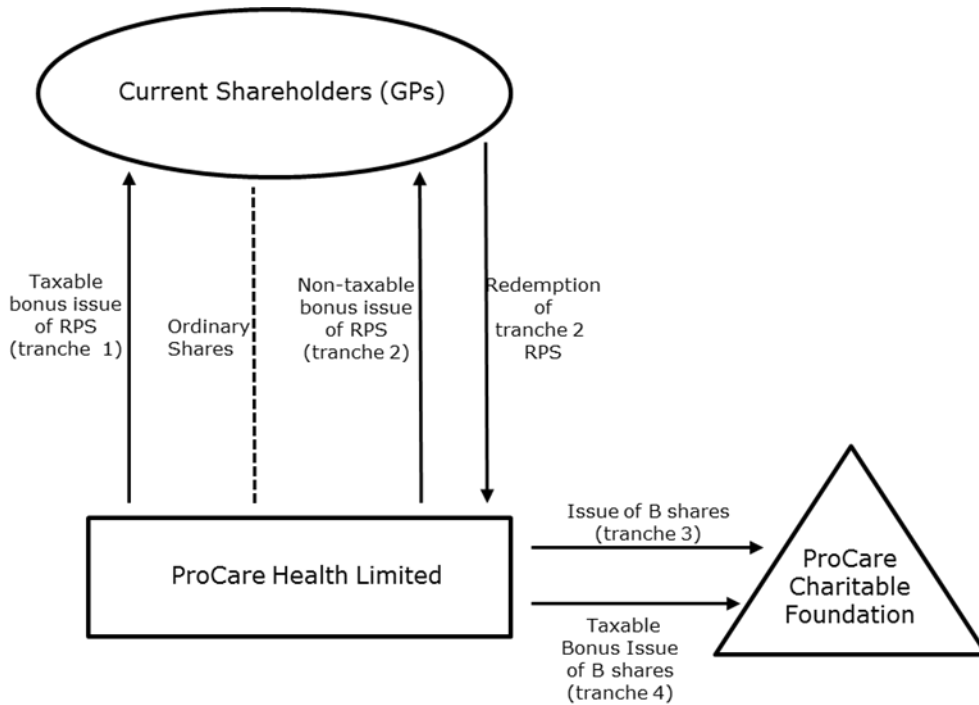 Current Shareholders (GPs)
Taxable
bonus issue
of RPS
(tranche 1)
Ordinary
Shares
Non-taxable
bonus issue
of RPS
(tranche 2)
Redemption
of
tranche 2
RPS
ProCare Health Limited
Issue of B shares
(tranche 3)
Taxable
Bonus Issue
of B shares
(tranche 4)
ProCare
Charitable
Foundation